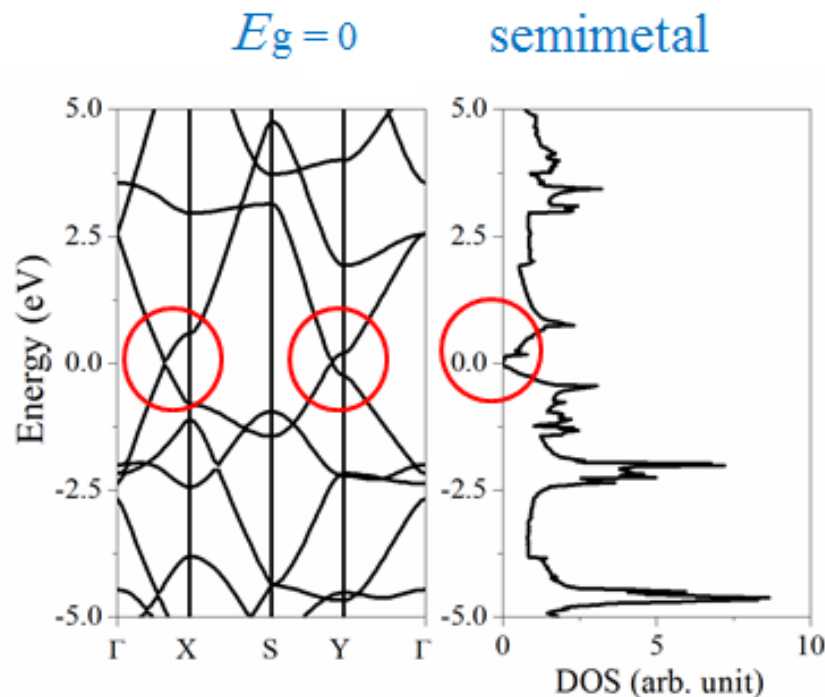 Eg = 0 semimetal
5.0 5.0
2.5 2.5
0.0 0.0
-2.5 -2.5
-5.0 -5.0
Energy (eV)
Γ X S Y Γ 0 5 10
DOS (arb. unit)